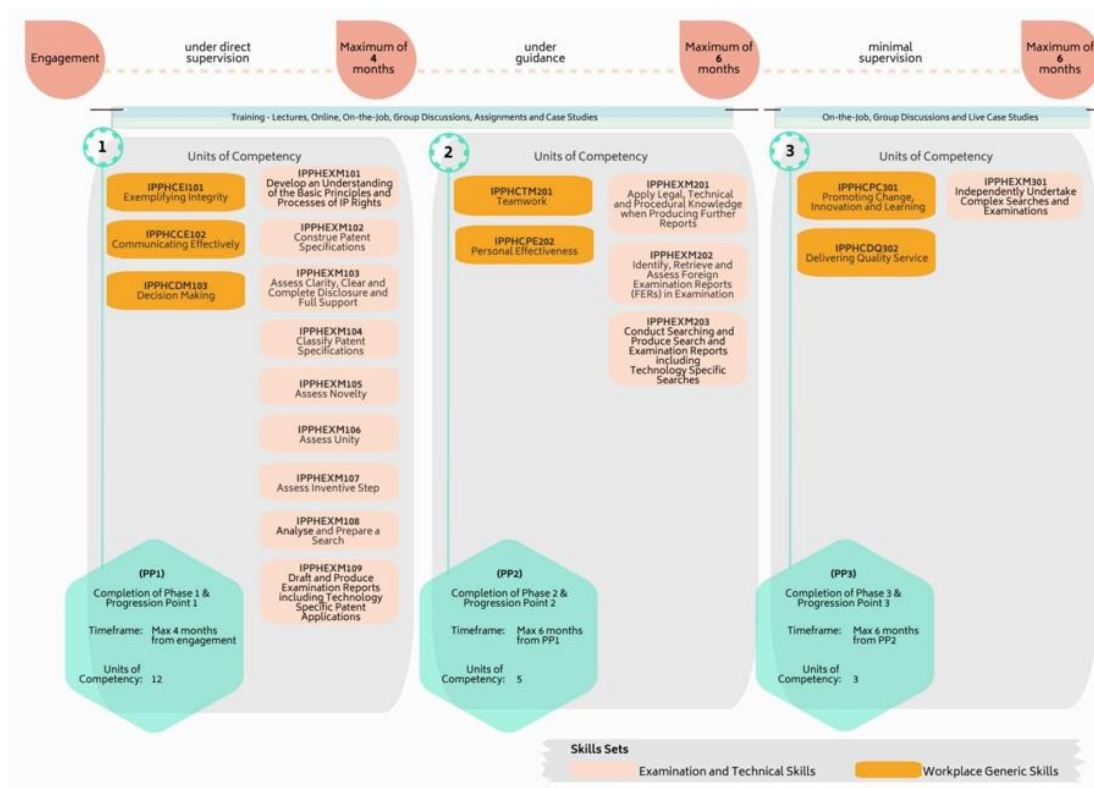 Engagement
under direct
supervision
Maximum of
4
months
under
guidance
Maximum of
6
months
minimal
supervision
Maximum of
6
months
Training - Lectures, Online, On-the-Job, Group Discussions, Assignments and Case Studies
On-the-Job, Group Discussions and Live Case Studies
1
Units of Competency
IPPHCEI101
Exemplifying Integrity
IPPHCCE102
Communicating Effectively
IPPHCDM103
Decision Making
IPPHEXM101
Develop an Understanding
of the Basic Principles and
Processes of IP Rights
IPPHEXM102
Construe Patent
Specifications
IPPHEXM103
Assess Clarity, Clear and
Complete Disclosure and
Full Support
IPPHEXM104
Classify Patent
Specifications
IPPHEXM105
Assess Novelty
IPPHEXM106
Assess Unity
IPPHEXM107
Assess Inventive Step
IPPHEXM108
Analyse and Prepare a
Search
IPPHEXM109
Draft and Produce
Examination Reports
including Technology
Specific Patent
Applications
(PP1)
Completion of Phase 1 &
Progression Point 1
Timeframe: Max 4 months
from engagement
Units of
Competency: 12
2
Units of Competency
IPPHCTM201
Teamwork
IPPHCPE202
Personal Effectiveness
IPPHEXM201
Apply Legal, Technical
and Procedural Knowledge
when Producing Further
Reports
IPPHEXM202
Identify, Retrieve and
Assess Foreign
Examination Reports
(FERs) in Examination
IPPHEXM203
Conduct Searching and
Produce Search and
Examination Reports
including
Technology Specific
Searches
(PP2)
Completion of Phase 2 &
Progression Point 2
Timeframe: Max 6 months
from PP1
Units of
Competency: 5
3
Units of Competency
IPPHCPC301
Promoting Change,
Innovation and Learning
IPPHCDQ302
Delivering Quality Service
IPPHEXM301
Independently Undertake
Complex Searches and
Examinations
(PP3)
Completion of Phase 3 &
Progression Point 3
Timeframe: Max 6 months
from PP2
Units of
Competency: 3
Skills Sets
Examination and Technical Skills
Workplace Generic Skills